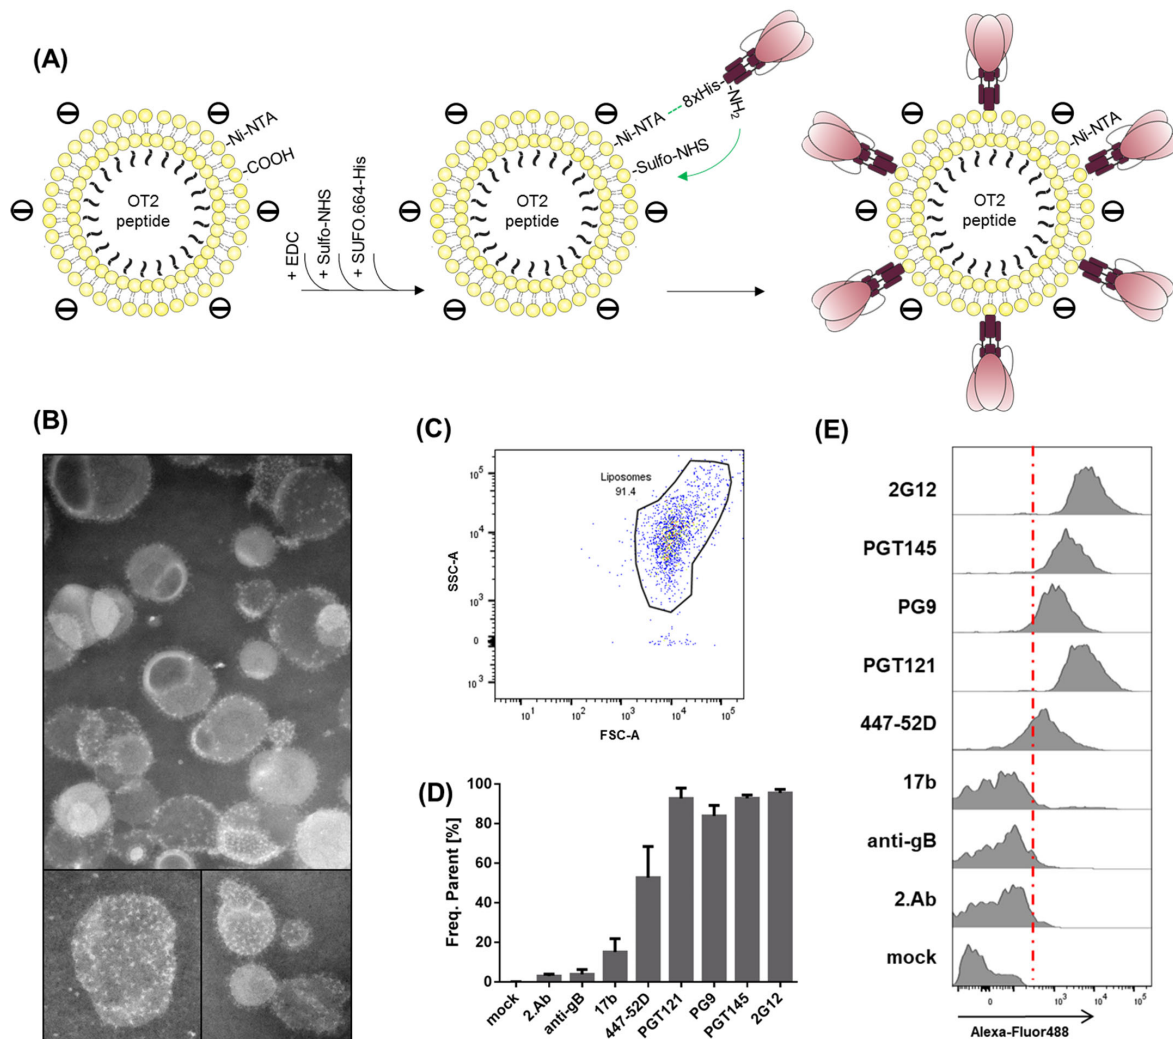 (A)
-Ni-NTA
-COOH
OT2
peptide
+ EDC
+ Sulfo-NHS
+ SUFO.664-His
-Ni-NTA
8xHis-
-NH2
-Sulfo-NHS
OT2
peptide
-Ni-NTA
OT2
peptide
(B)
(C)
Liposomes
91.4
SSC-A
10^5
10^4
10^3
0
10^3
10^1
10^2
10^3
10^4
10^5
FSC-A
(D)
Freq. Parent [%]
100
80
60
40
20
0
mock
2.Ab
anti-gB
17b
447-52D
PGT121
PG9
PGT145
2G12
(E)
2G12
PGT145
PG9
PGT121
447-52D
17b
anti-gB
2.Ab
mock
0
10^3
10^4
10^5
Alexa-Fluor488